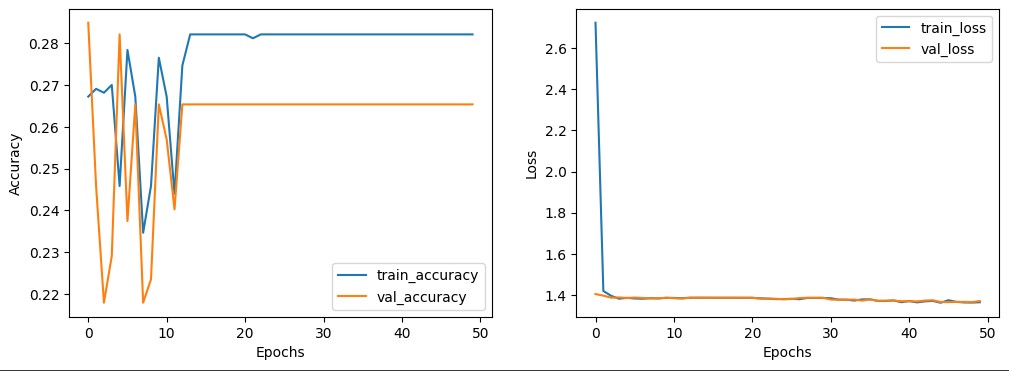 0.28
0.27
0.26
0.25
0.24
0.23
0.22
Accuracy
train_accuracy
val_accuracy
0 10 20 30 40 50
Epochs
2.6
2.4
2.2
2.0
1.8
1.6
1.4
Loss
train_loss
val_loss
0 10 20 30 40 50
Epochs